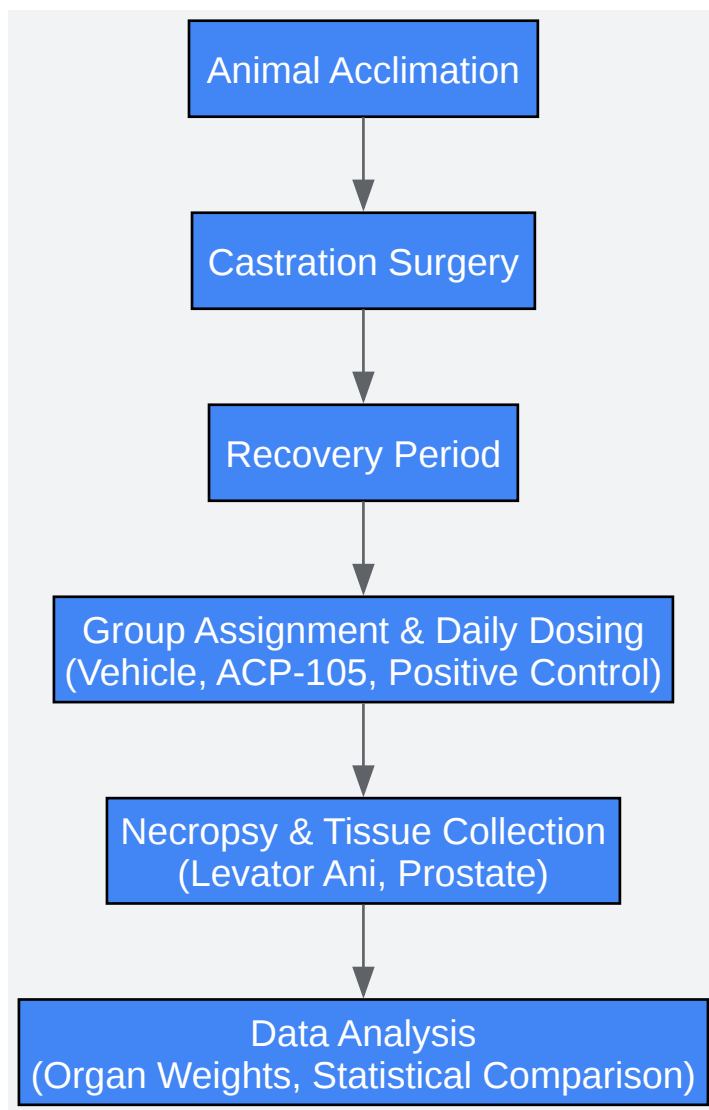 Animal Acclimation
Castration Surgery
Recovery Period
Group Assignment & Daily Dosing
(Vehicle, ACP-105, Positive Control)
Necropsy & Tissue Collection
(Levator Ani, Prostate)
Data Analysis
(Organ Weights, Statistical Comparison)